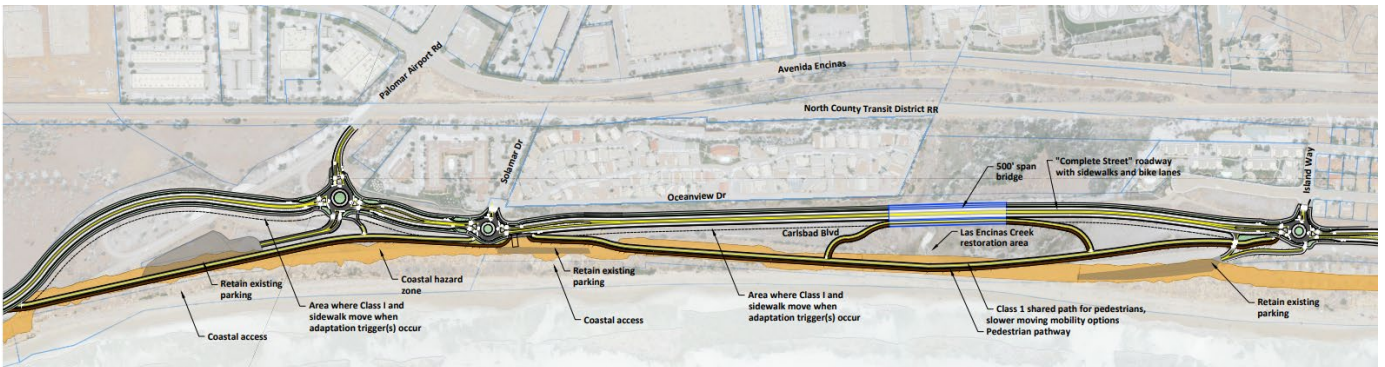 Palomar Airport Rd
Avenida Encinas
North County Transit District RR
Solamar Dr
500' span
bridge
"Complete Street" roadway
with sidewalks and bike lanes
Island Way
Oceanview Dr
Carlsbad Blvd
Las Encinas Creek
restoration area
Retain existing
parking
Coastal hazard
zone
Retain existing
parking
Area where Class I and
sidewalk move when
adaptation trigger(s) occur
Coastal access
Coastal access
Area where Class I and
sidewalk move when
adaptation trigger(s) occur
Class 1 shared path for pedestrians,
slower moving mobility options
Pedestrian pathway
Retain existing
parking